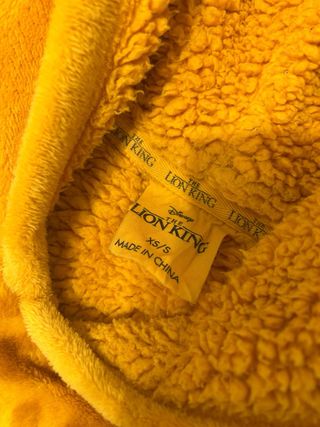 THE
LION KING
THE
LION KING
THE
LION KING
Disney
THE
LION KING
XS/S
MADE IN CHINA